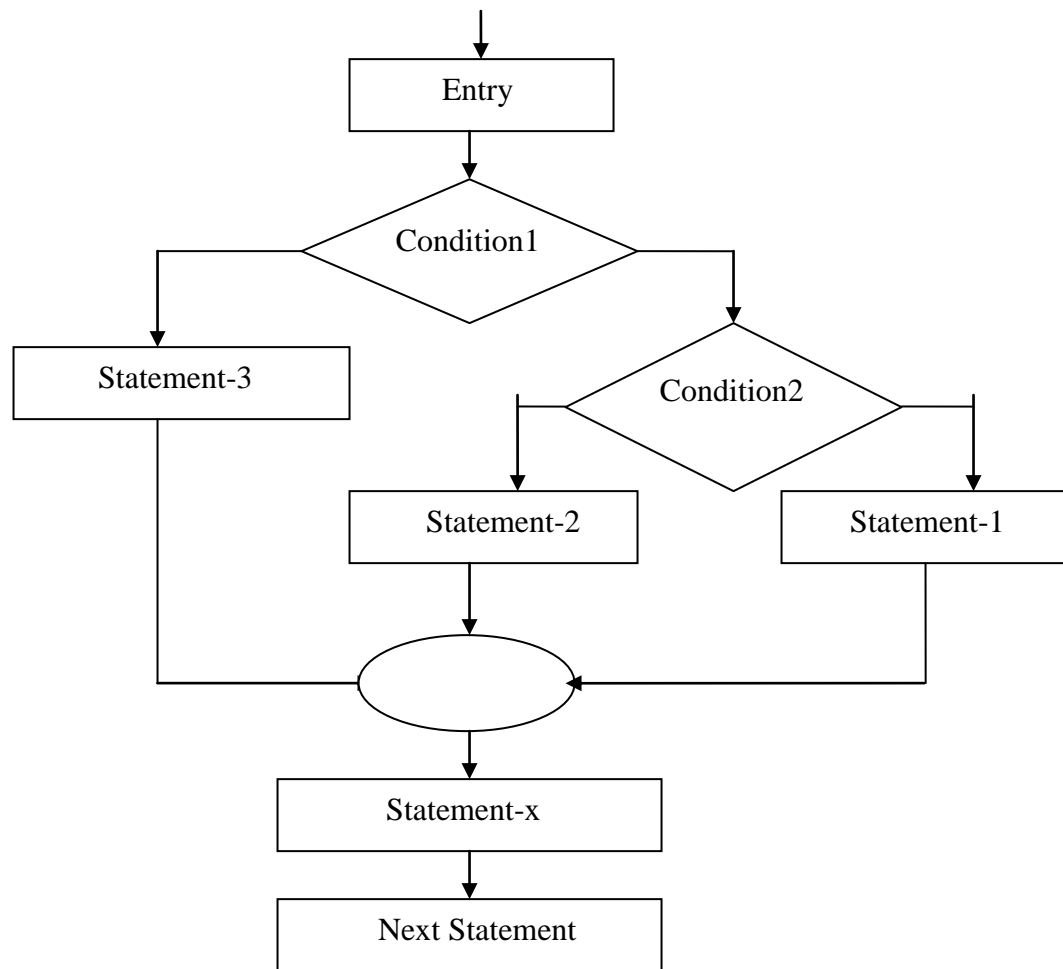 Entry
Condition1
Statement-3
Condition2
Statement-2
Statement-1
Statement-x
Next Statement